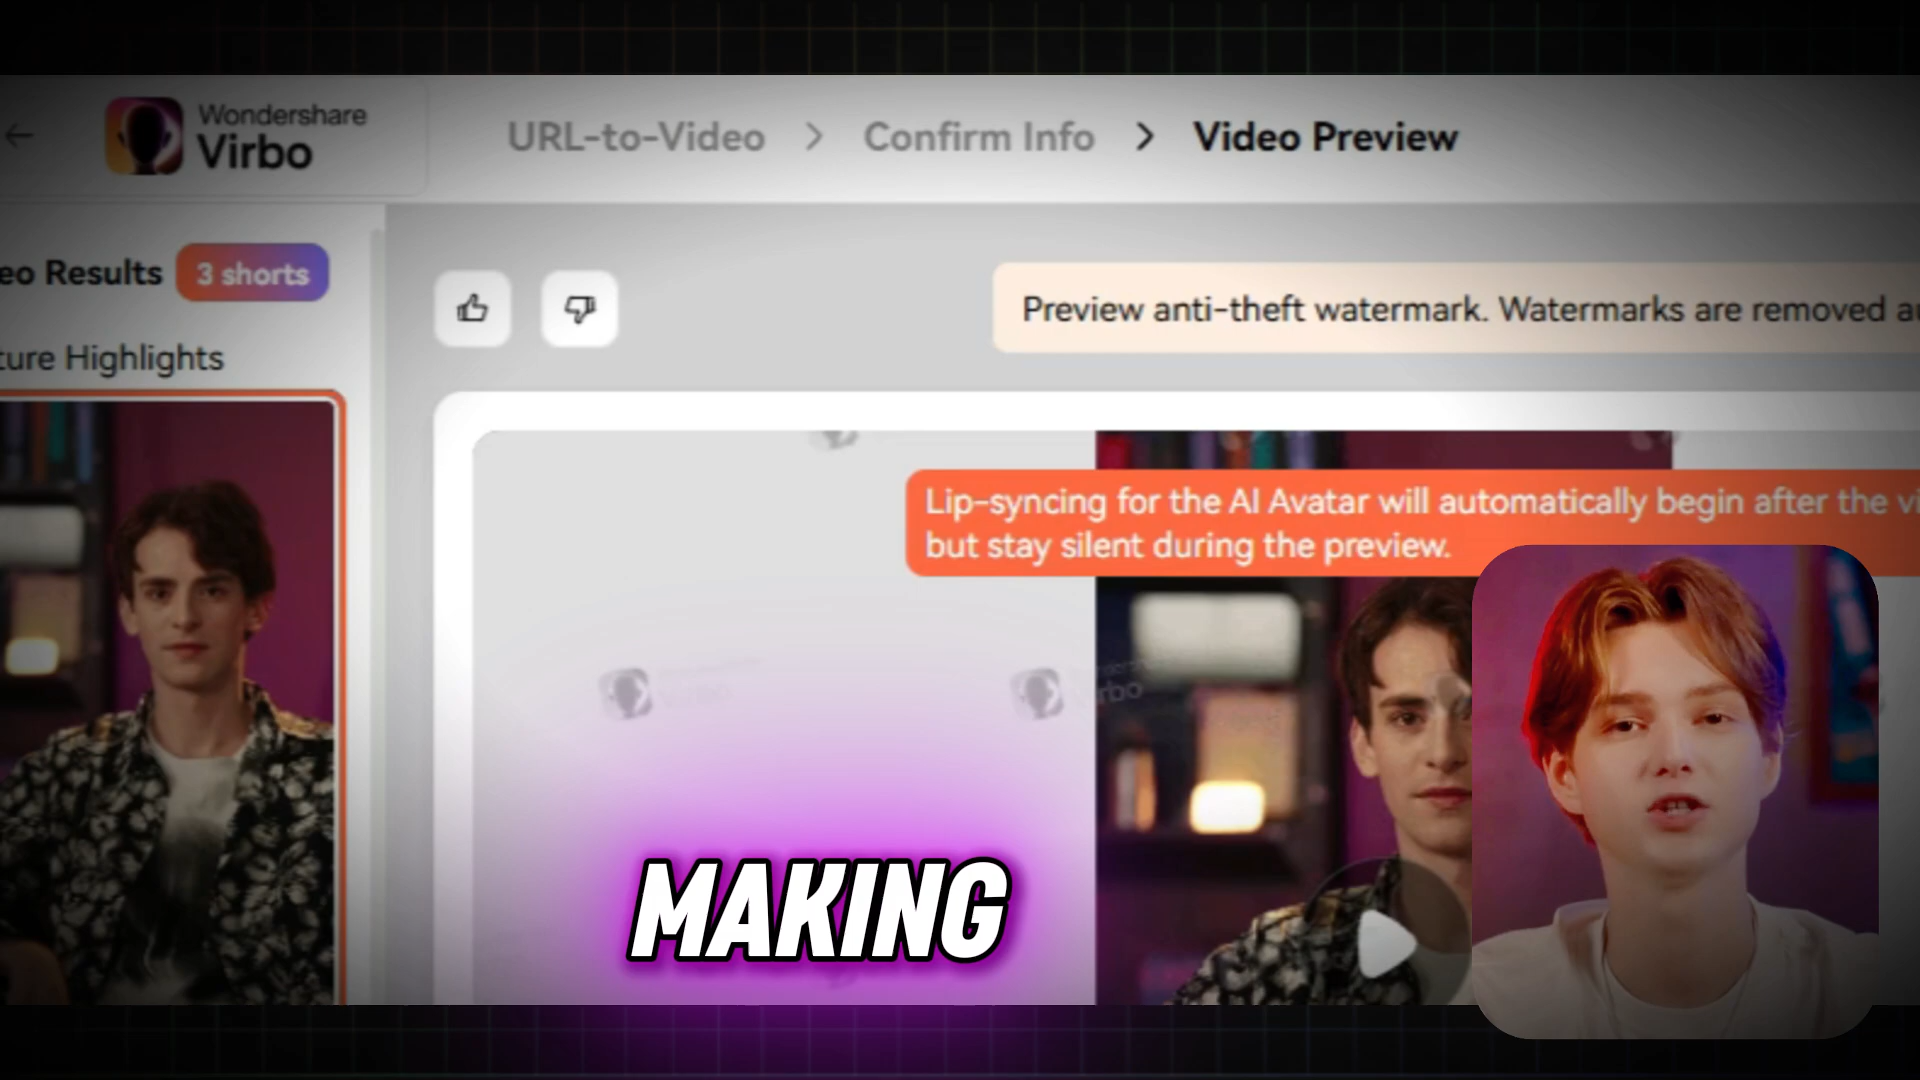 Wondershare
Virbo
URL-to-Video > Confirm Info > Video Preview
eo Results
3 shorts
ture Highlights
Preview anti-theft watermark. Watermarks are removed
Lip-syncing for the AI Avatar will automatically begin after the
but stay silent during the preview.
MAKING